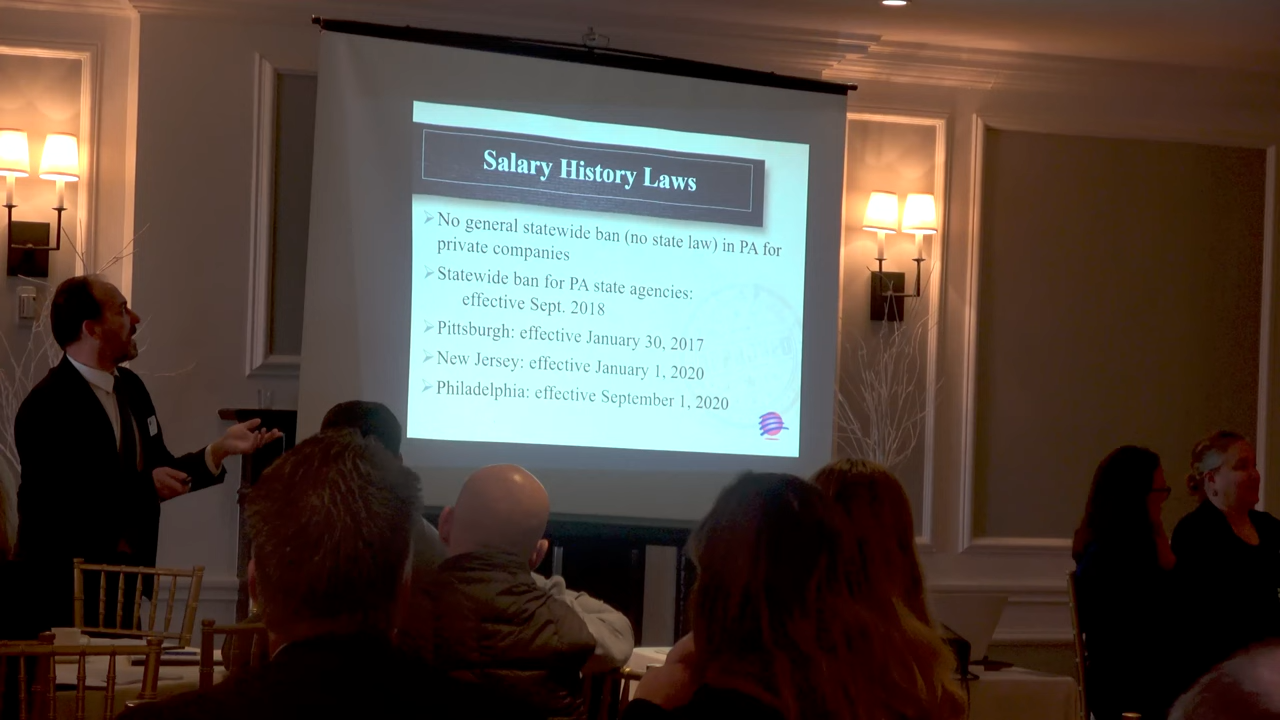 Salary History Laws
No general statewide ban (no state law) in PA for
private companies
Statewide ban for PA state agencies:
effective Sept. 2018
Pittsburgh: effective January 30, 2017
New Jersey: effective January 1, 2020
Philadelphia: effective September 1, 2020